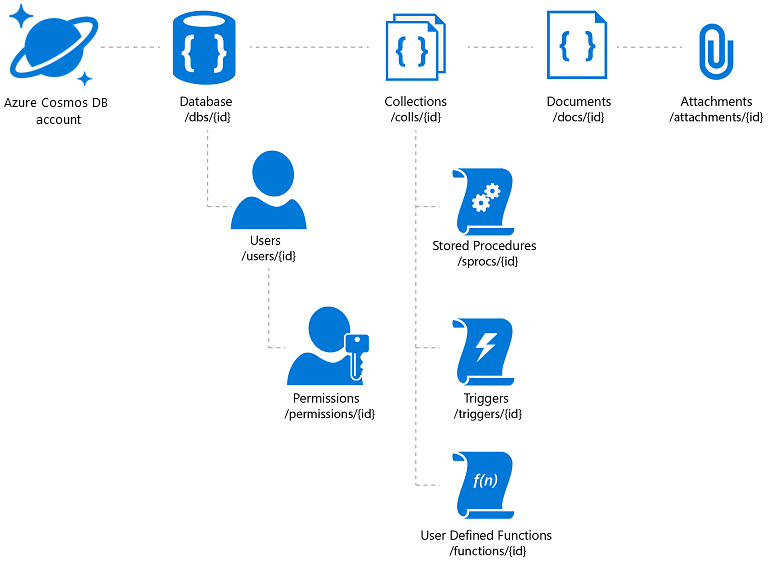 Azure Cosmos DB
account
Database
/dbs/{id}
Collections
/colls/{id}
Documents
/docs/{id}
Attachments
/attachments/{id}
Users
/users/{id}
Stored Procedures
/sprocs/{id}
Permissions
/permissions/{id}
Triggers
/triggers/{id}
f(n)
User Defined Functions
/functions/{id}